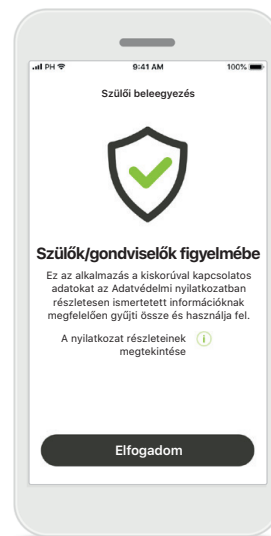 PH 9:41 AM 100%
Szülői beleegyezés
Szülők/gondviselők figyelmébe
Ez az alkalmazás a kiskorúval kapcsolatos
adatokat az Adatvédelmi nyilatkozatban
részletesen ismertetett információknak
megfelelően gyűjti össze és használja fel.
A nyilatkozat részleteinek i
megtekintése
Elfogadom